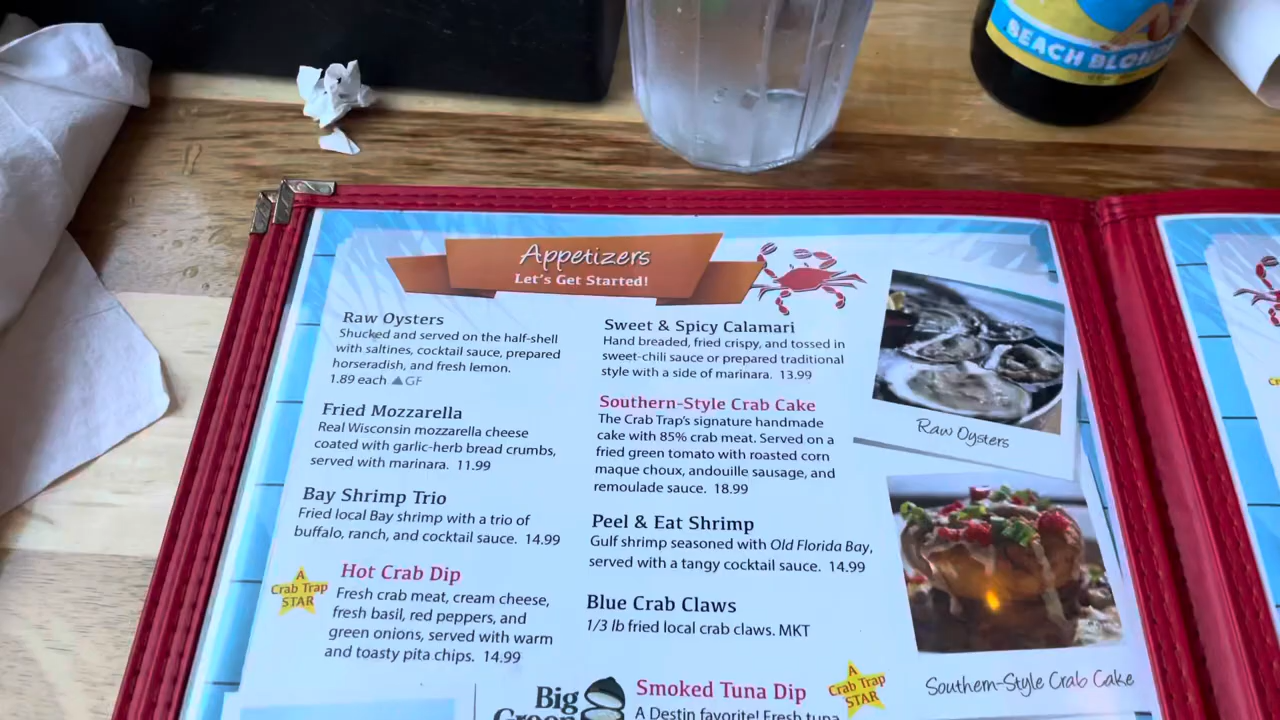 BEACH BLONDE
Appetizers
Let's Get Started!
Raw Oysters
Shucked and served on the half-shell
with saltines, cocktail sauce, prepared
horseradish, and fresh lemon.
1.89 each ▲GF
Fried Mozzarella
Real Wisconsin mozzarella cheese
coated with garlic-herb bread crumbs,
served with marinara. 11.99
Bay Shrimp Trio
Fried local Bay shrimp with a trio of
buffalo, ranch, and cocktail sauce. 14.99
A
Crab Trap
STAR
Hot Crab Dip
Fresh crab meat, cream cheese,
fresh basil, red peppers, and
green onions, served with warm
and toasty pita chips. 14.99
Sweet & Spicy Calamari
Hand breaded, fried crispy, and tossed in
sweet-chili sauce or prepared traditional
style with a side of marinara. 13.99
Southern-Style Crab Cake
The Crab Trap's signature handmade
cake with 85% crab meat. Served on a
fried green tomato with roasted corn
maque choux, andouille sausage, and
remoulade sauce. 18.99
Peel & Eat Shrimp
Gulf shrimp seasoned with Old Florida Bay,
served with a tangy cocktail sauce. 14.99
Blue Crab Claws
1/3 lb fried local crab claws. MKT
Big
Green
Smoked Tuna Dip
A Destin favorite! Fresh tuna
A
Crab Trap
STAR
Raw Oysters
Southern-Style Crab Cake